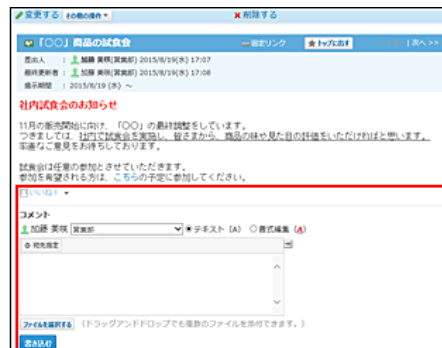 変更する その他の操作 削除する
「〇〇」商品の試食会 固定リンク トップに出す 次へ >>
差出人 : 加藤 美咲(営業部) 2015/8/19(水) 17:07
最終更新者 : 加藤 美咲(営業部) 2015/8/19(水) 17:08
掲示期間 : 2015/8/19 (水) ～
社内試食会のお知らせ
11月の販売開始に向け、「〇〇」の最終調整をしています。
つきましては、社内で試食会を実施し、皆さまから、商品の味や見た目の評価をいただければと思います。
率直なご意見をお待ちしております。
試食会は任意の参加とさせていただきます。
参加を希望される方は、こちらの予定に参加してください。
いいね！
コメント
加藤 美咲 営業部 テキスト (A) 書式編集 (A)
宛先指定
ファイルを選択する (ドラッグアンドドロップでも複数のファイルを添付できます。)
書き込む